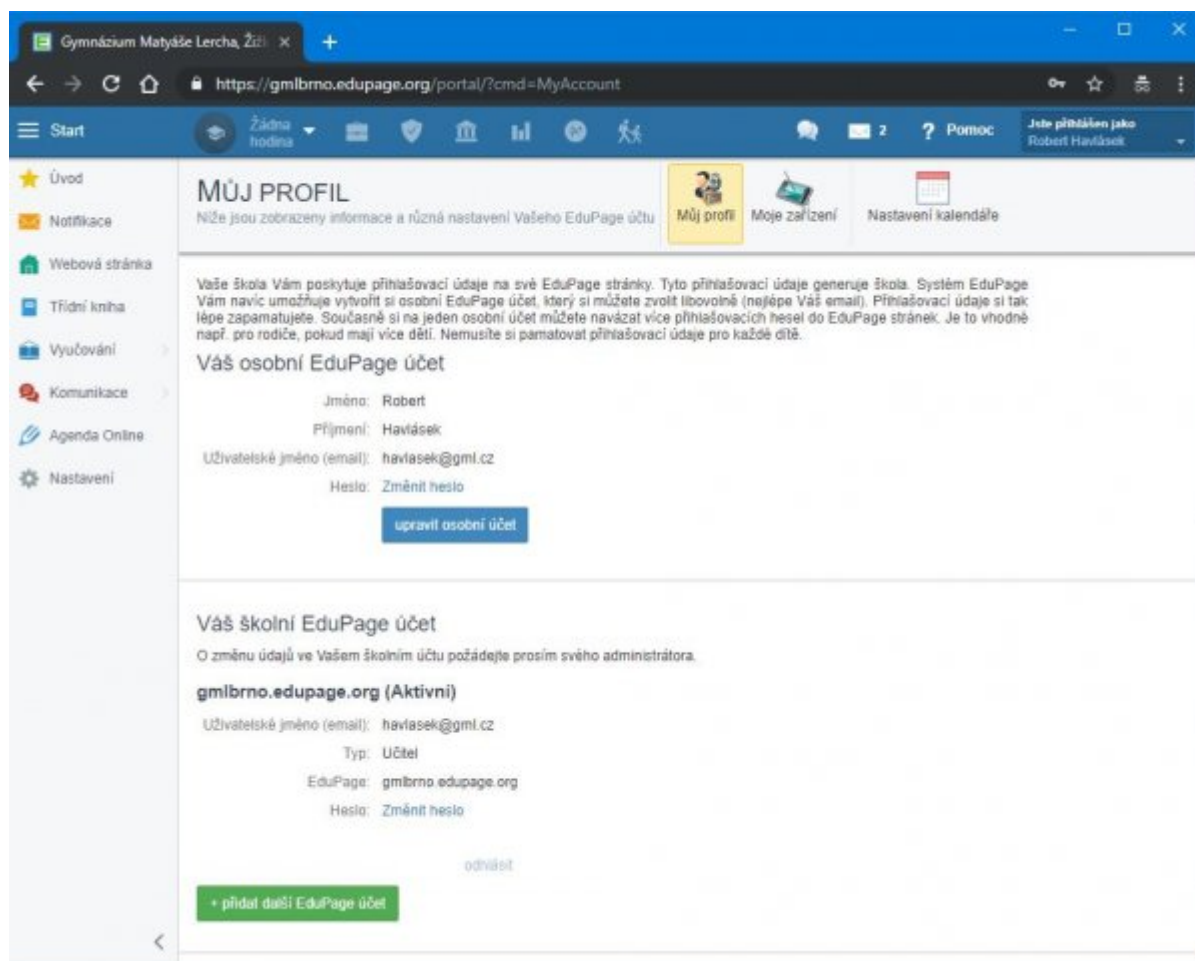 Gymnázium Matyáše Lercha, Žiž
https://gmlbrno.edupage.org/portal/?cmd=MyAccount
Start
Žádna hodina
2
? Pomoc
Jste přihlášen jako
Robert Havlásek
Úvod
Notifikace
Webová stránka
Třídní kniha
Vyučování
Komunikace
Agenda Online
Nastavení
MŮJ PROFIL
Níže jsou zobrazeny informace a různá nastavení Vašeho EduPage účtu
Můj profil
Moje zařízení
Nastavení kalendáře
Vaše škola Vám poskytuje přihlašovací údaje na své EduPage stránky. Tyto přihlašovací údaje generuje škola. Systém EduPage
Vám navíc umožňuje vytvořit si osobní EduPage účet, který si můžete zvolit libovolně (nejlépe Váš email). Přihlašovací údaje si tak
lépe zapamatujete. Současně si na jeden osobní účet můžete navázat více přihlašovacích hesel do EduPage stránek. Je to vhodné
např. pro rodiče, pokud mají více dětí. Nemusíte si pamatovat přihlašovací údaje pro každé dítě.
Váš osobní EduPage účet
Jméno: Robert
Příjmení: Havlásek
Uživatelské jméno (email): havlasek@gml.cz
Heslo: Změnit heslo
upravit osobní účet
Váš školní EduPage účet
O změnu údajů ve Vašem školním účtu požádejte prosím svého administrátora.
gmlbrno.edupage.org (Aktivní)
Uživatelské jméno (email): havlasek@gml.cz
Typ: Učitel
EduPage: gmlbrno.edupage.org
Heslo: Změnit heslo
odhlásit
+ přidat další EduPage účet